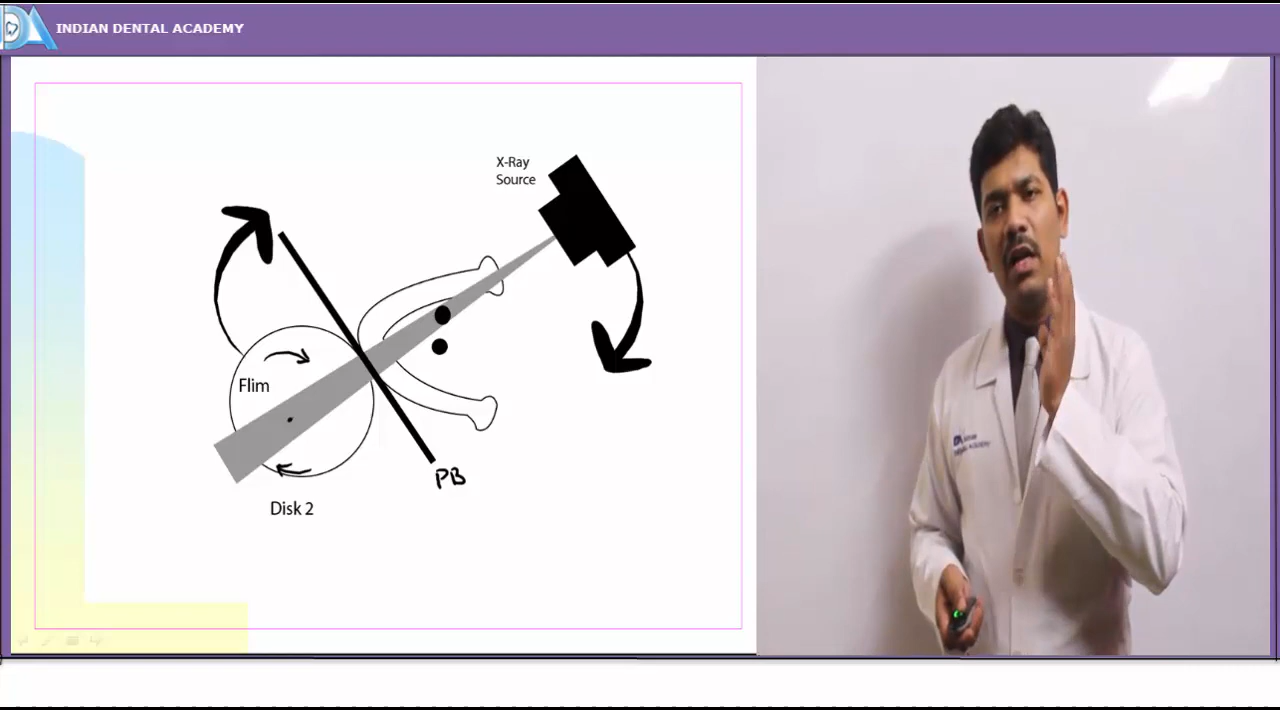 INDIAN DENTAL ACADEMY
X-Ray
Source
Flim
PB
Disk 2